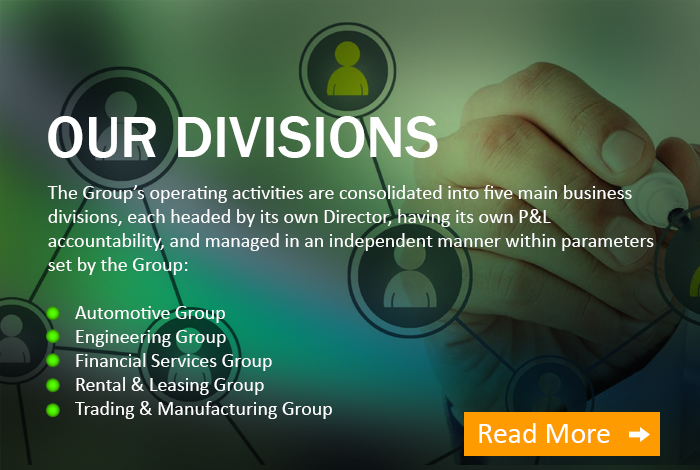 OUR DIVISIONS
The Group's operating activities are consolidated into five main business
divisions, each headed by its own Director, having its own P&L
accountability, and managed in an independent manner within parameters
set by the Group:
Automotive Group
Engineering Group
Financial Services Group
Rental & Leasing Group
Trading & Manufacturing Group
Read More